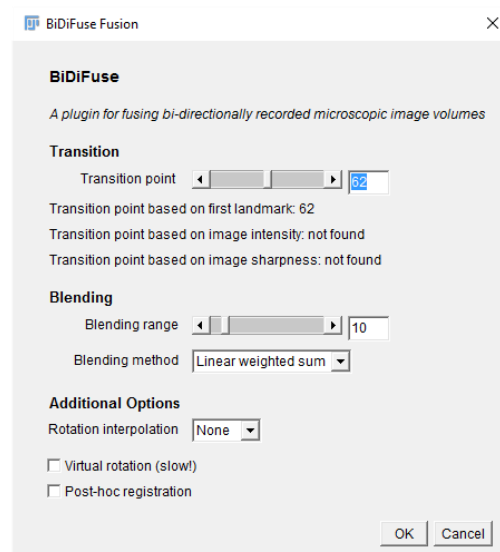 BiDiFuse Fusion
BiDiFuse
A plugin for fusing bi-directionally recorded microscopic image volumes
Transition
Transition point 62
Transition point based on first landmark: 62
Transition point based on image intensity: not found
Transition point based on image sharpness: not found
Blending
Blending range 10
Blending method Linear weighted sum
Additional Options
Rotation interpolation None
Virtual rotation (slow!)
Post-hoc registration
OK Cancel